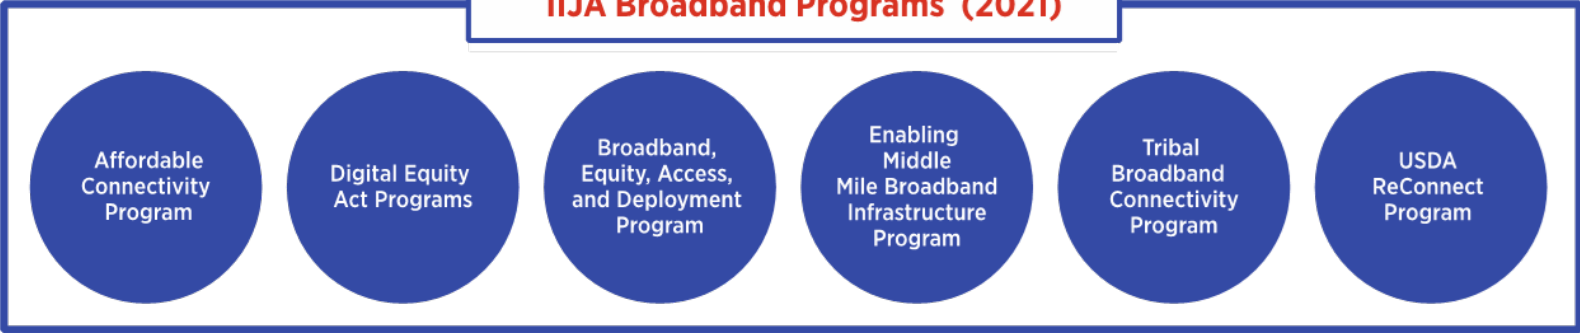 IIJA Broadband Programs (2021)
Affordable
Connectivity
Program
Digital Equity
Act Programs
Broadband,
Equity, Access,
and Deployment
Program
Enabling
Middle
Mile Broadband
Infrastructure
Program
Tribal
Broadband
Connectivity
Program
USDA
ReConnect
Program